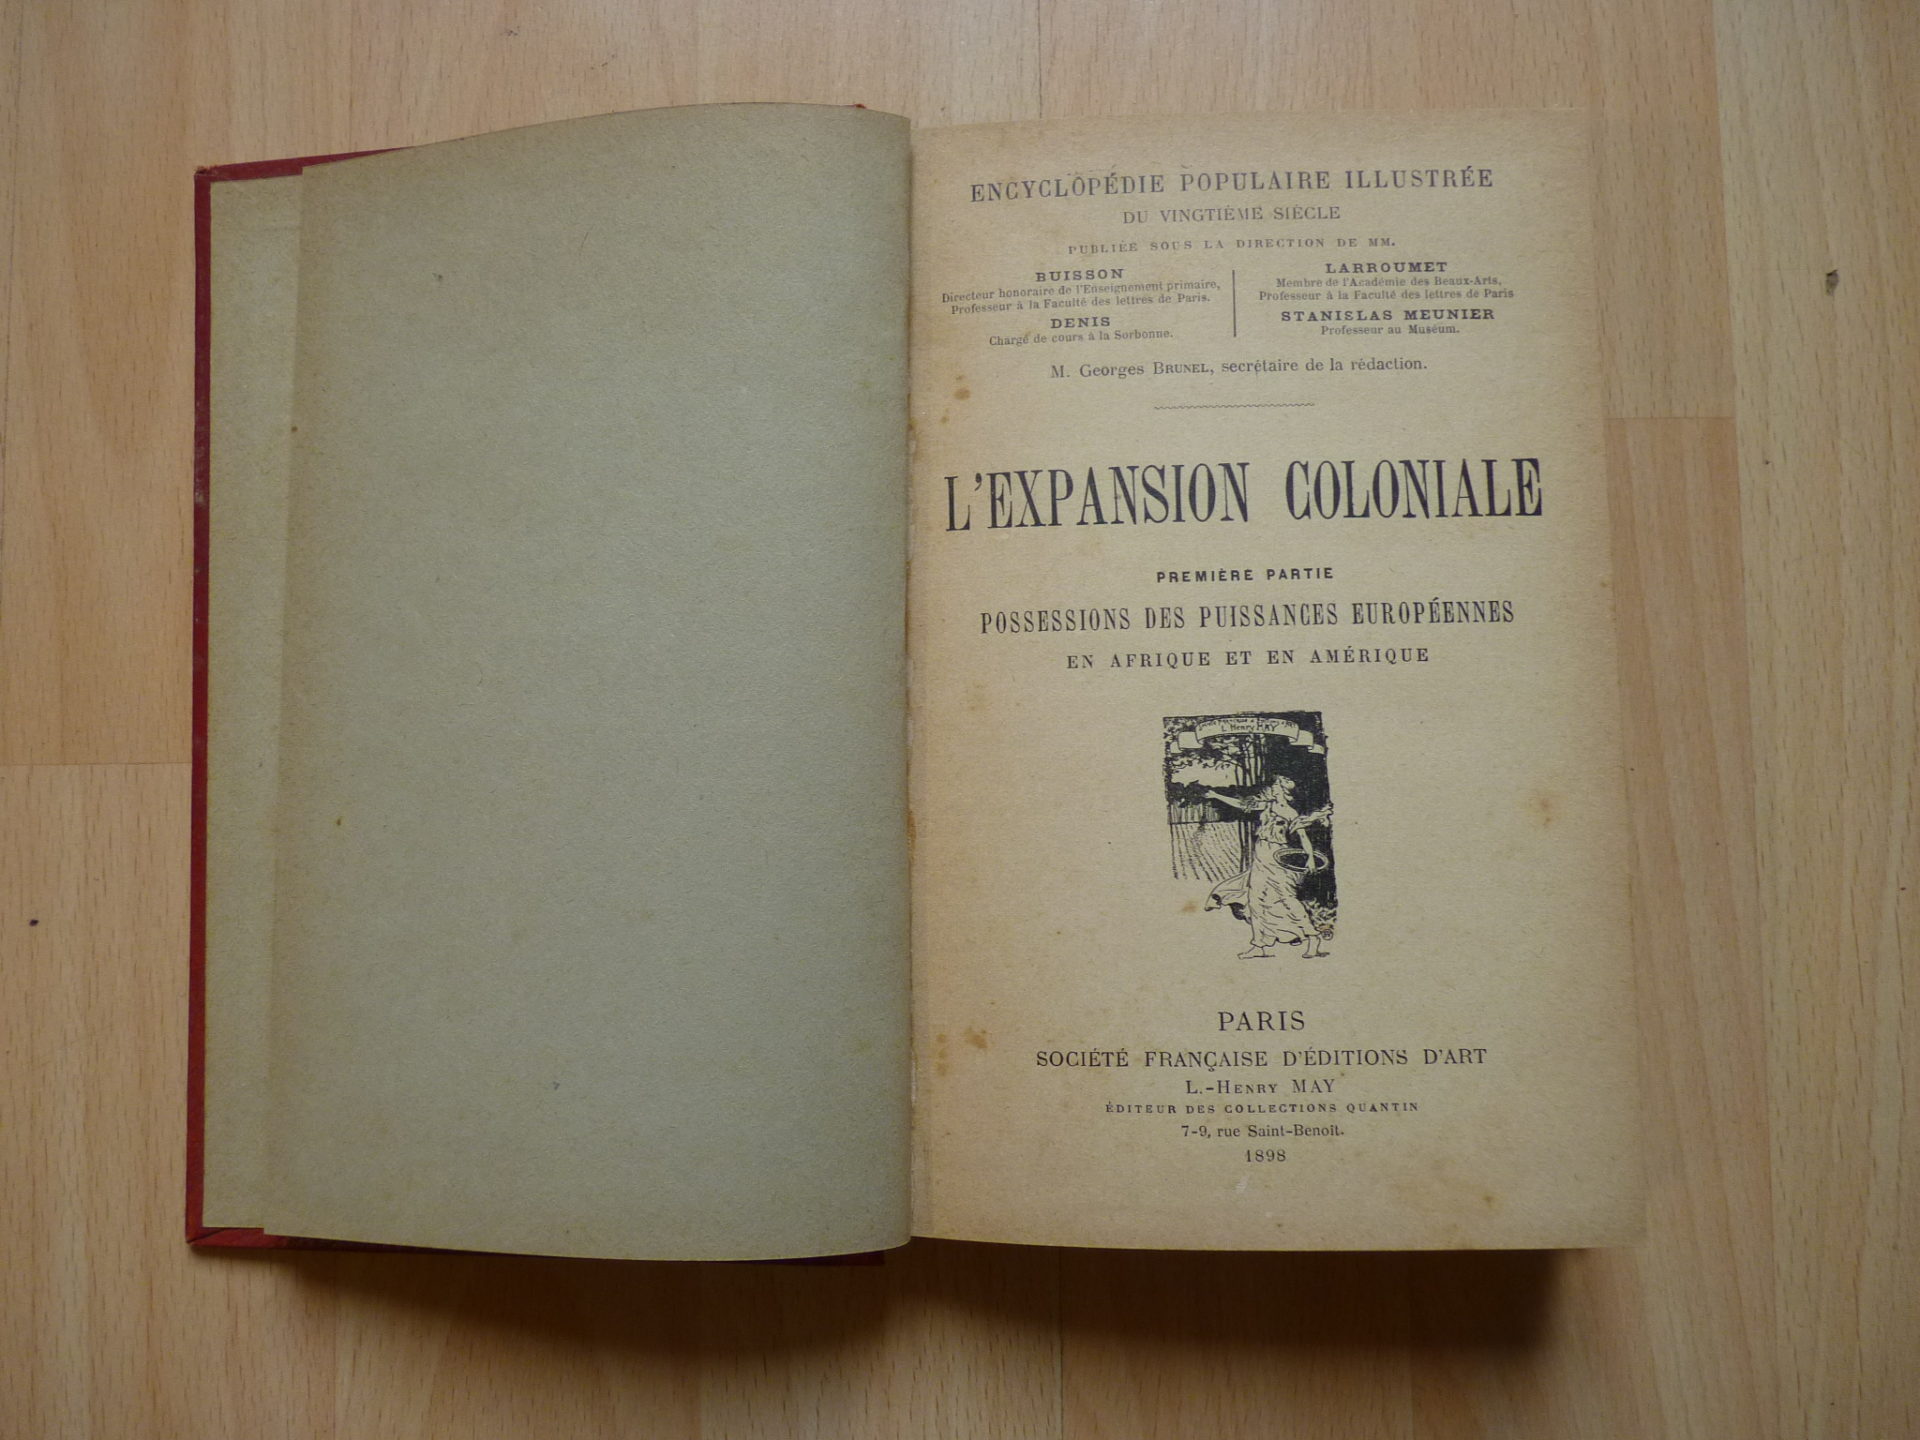 ENCYCLOPÉDIE POPULAIRE ILLUSTRÉE
DU VINGTIÈME SIÈCLE
PUBLIÉE SOUS LA DIRECTION DE MM.
BUISSON
Directeur honoraire de l'Enseignement primaire,
Professeur à la Faculté des lettres de Paris.
DENIS
Chargé de cours à la Sorbonne.
LARROUMET
Membre de l'Académie des Beaux-Arts,
Professeur à la Faculté des lettres de Paris
STANISLAS MEUNIER
Professeur au Muséum.
M. Georges BRUNEL, secrétaire de la rédaction.
L'EXPANSION COLONIALE
PREMIÈRE PARTIE
POSSESSIONS DES PUISSANCES EUROPÉENNES
EN AFRIQUE ET EN AMÉRIQUE
L. Henry MAY
PARIS
SOCIÉTÉ FRANÇAISE D'ÉDITIONS D'ART
L.-HENRY MAY
ÉDITEUR DES COLLECTIONS QUANTIN
7-9, rue Saint-Benoît.
1898